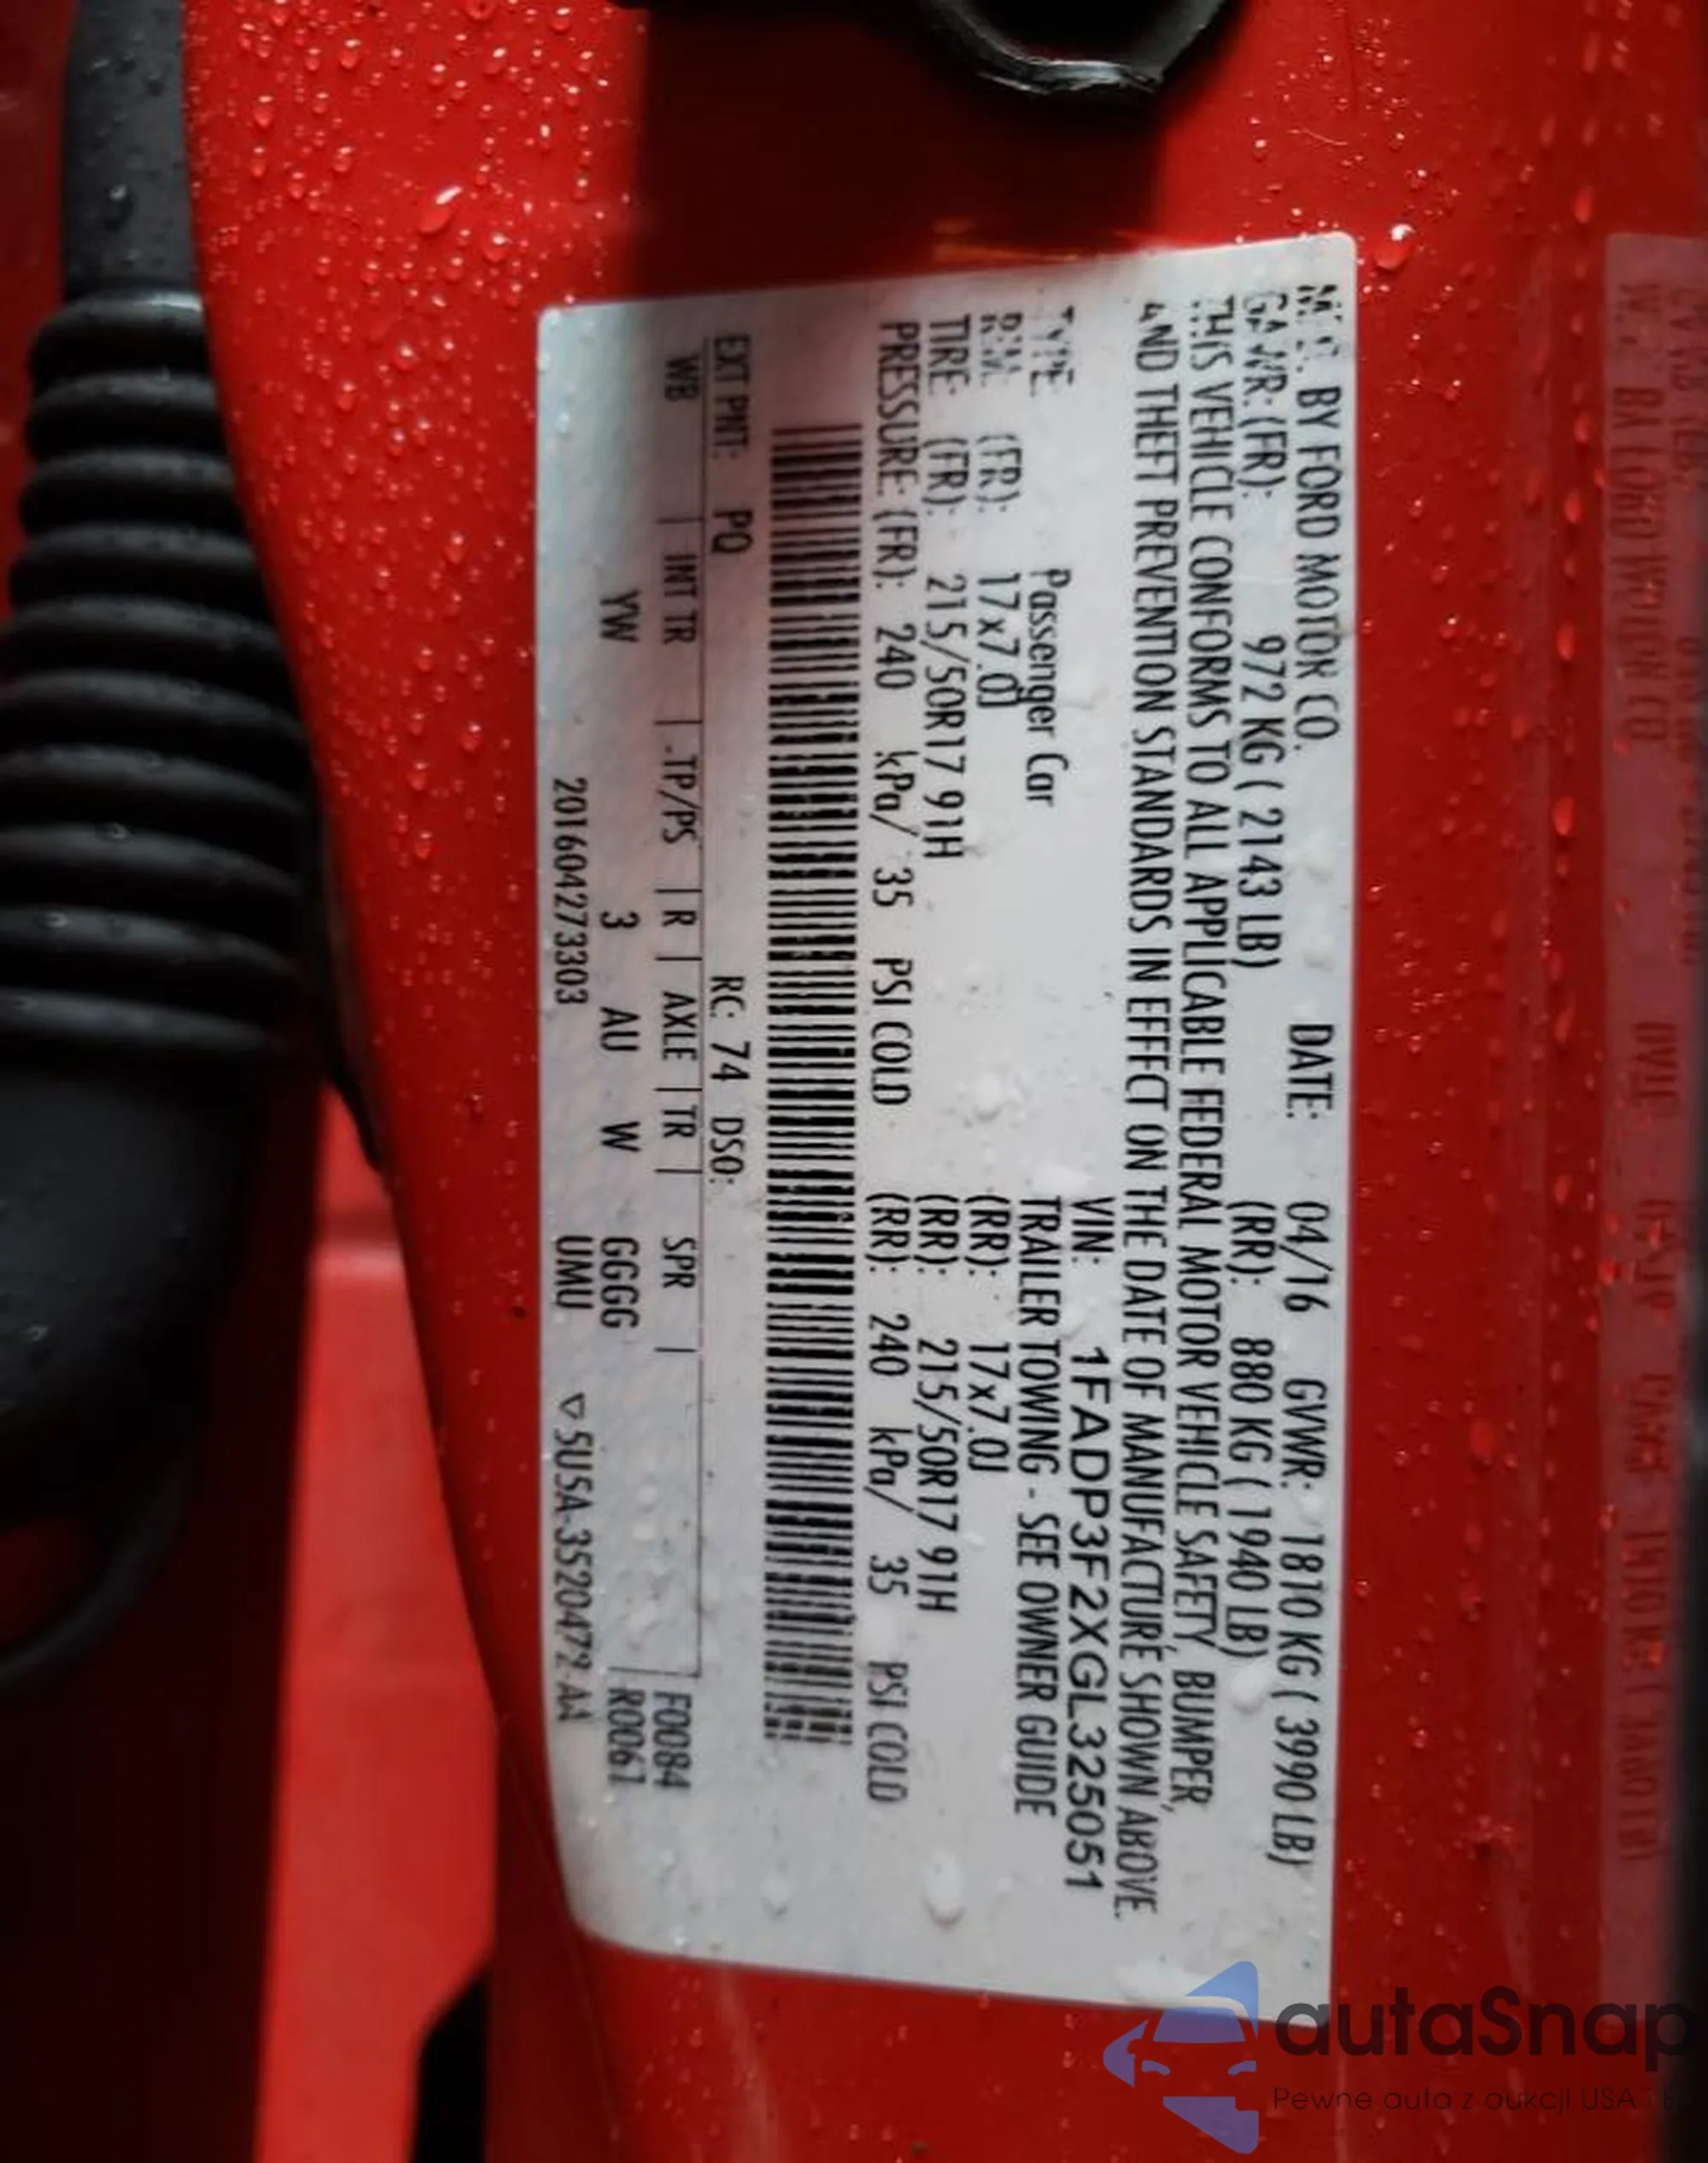 MFG. BY FORD MOTOR CO. DATE: 04/16 GVWR: 1810 KG ( 3990 LB)
GAWR: (FR): 972 KG ( 2143 LB) (RR): 880 KG ( 1940 LB)
THIS VEHICLE CONFORMS TO ALL APPLICABLE FEDERAL MOTOR VEHICLE SAFETY, BUMPER,
AND THEFT PREVENTION STANDARDS IN EFFECT ON THE DATE OF MANUFACTURE SHOWN ABOVE.
VIN: 1FADP3F2XGL325051
TYPE: Passenger Car TRAILER TOWING - SEE OWNER GUIDE
RIM: (FR): 17x7.0J (RR): 17x7.0J
TIRE: (FR): 215/50R17 91H (RR): 215/50R17 91H
PRESSURE: (FR): 240 kPa/ 35 PSI COLD (RR): 240 kPa/ 35 PSI COLD
EXT PNT: PQ RC: 74 DSO:
WB | INT TR | TP/PS | R | AXLE | TR | SPR | F0084
YW 3 AU W GGGG R0061
201604273303 UMU ▽ 5U5A-3520472-AA
autaSnap
Pewne auta z aukcji USA i E